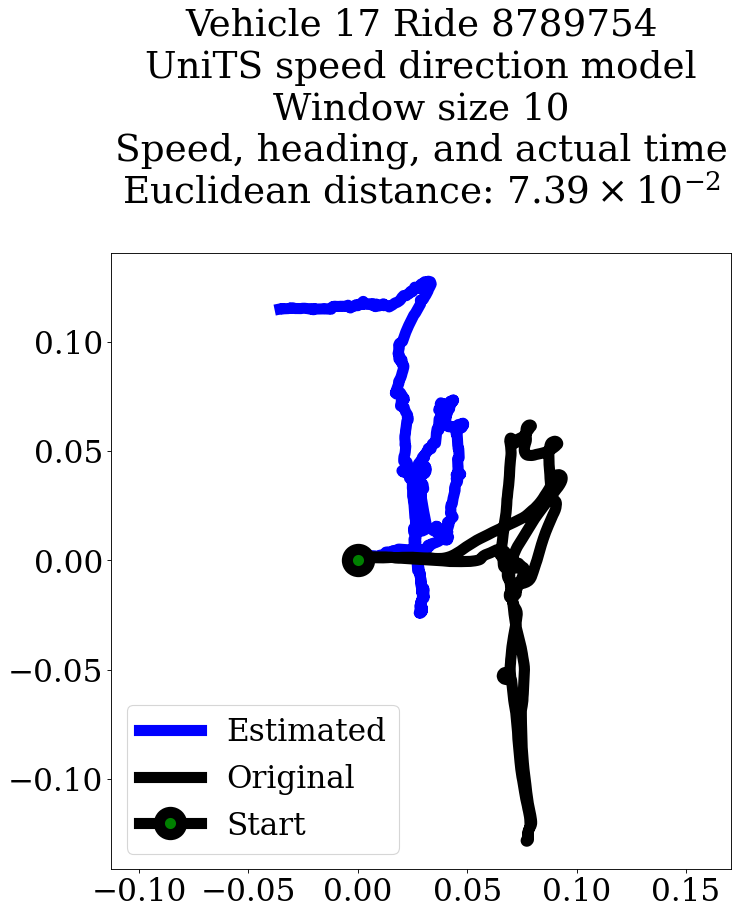 Vehicle 17 Ride 8789754
UniTS speed direction model
Window size 10
Speed, heading, and actual time
Euclidean distance: 7.39 × 10⁻²
0.10
0.05
0.00
−0.05
−0.10
Estimated
Original
Start
−0.10 −0.05 0.00 0.05 0.10 0.15